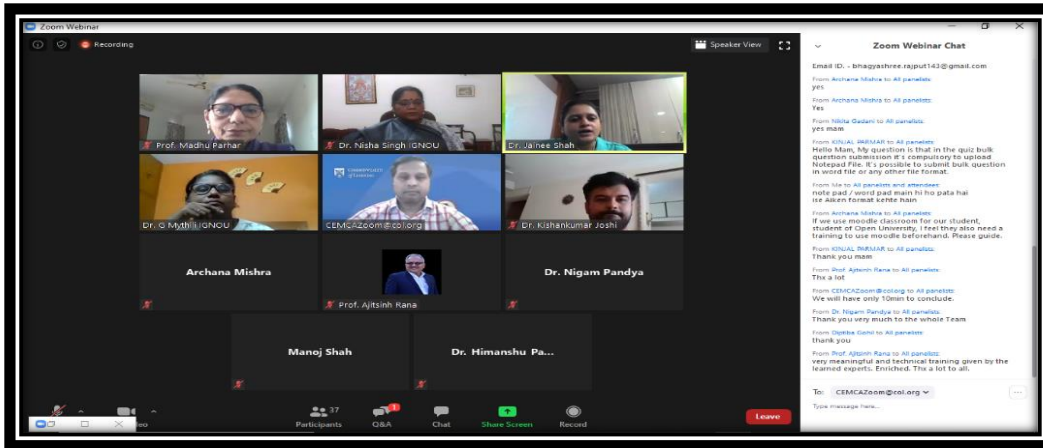 Zoom Webinar
Recording
Speaker View
Prof. Madhu Parhar
Dr. Nisha Singh IGNOU
Dr. Jainee Shah
Dr. G Mythili IGNOU
COMMONWEALTH
of LEARNING
CEMCAZoom@col.org
Dr. Kishankumar Joshi
Archana Mishra
Prof. Ajitsinh Rana
Dr. Nigam Pandya
Manoj Shah
Dr. Himanshu Pa...
37
Participants
1
Q&A
Chat
Share Screen
Record
Leave
Zoom Webinar Chat
Email ID. - bhagyashree.rajput143@gmail.com
From Archana Mishra to All panelists:
yes
From Archana Mishra to All panelists:
Yes
From Nikita Gadani to All panelists:
yes mam
From KINJAL PARMAR to All panelists:
Hello Mam, My question is that in the quiz bulk
question submission it's compulsory to upload
Notepad File. It's possible to submit bulk question
in word file or any other file format.
From Me to All panelists and attendees:
note pad / word pad main hi ho pata hai
ise Aiken format kehte hain
From Archana Mishra to All panelists:
If we use moodle classroom for our student,
student of Open University, I feel they also need a
training to use moodle beforehand. Please guide.
From KINJAL PARMAR to All panelists:
Thank you mam
From Prof. Ajitsinh Rana to All panelists:
Thx a lot
From CEMCAZoom@col.org to All panelists:
We will have only 10min to conclude.
From Dr. Nigam Pandya to All panelists:
Thank you very much to the whole Team
From Diptiba Gohil to All panelists:
thank you
From Prof. Ajitsinh Rana to All panelists:
very meaningful and technical training given by the
learned experts. Enriched. Thx a lot to all.
To: CEMCAZoom@col.org
Type message here...